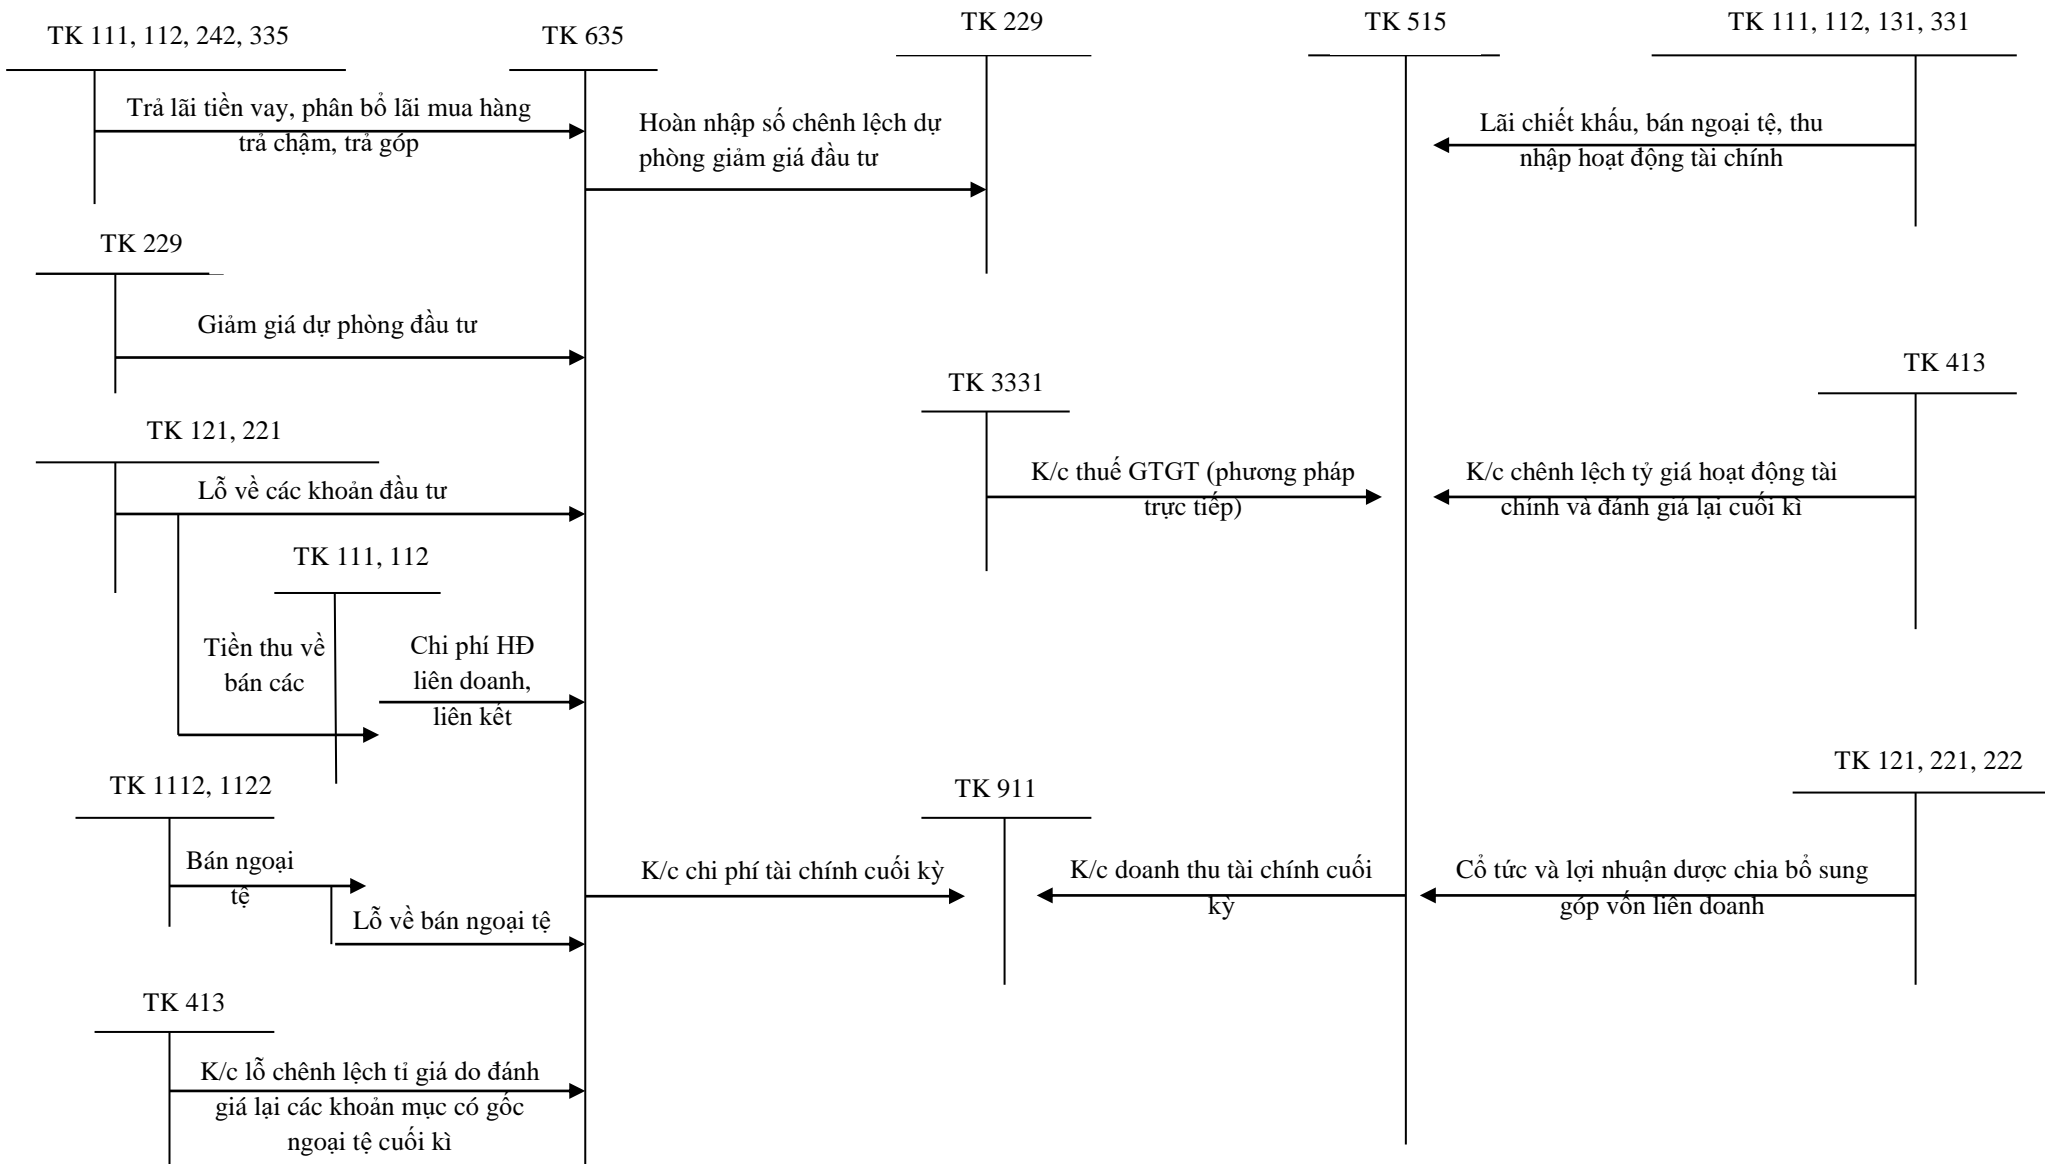 TK 111, 112, 242, 335
TK 635
TK 229
TK 515
TK 111, 112, 131, 331
Trả lãi tiền vay, phân bổ lãi mua hàng
trả chậm, trả góp
Hoàn nhập số chênh lệch dự
phòng giảm giá đầu tư
Lãi chiết khấu, bán ngoại tệ, thu
nhập hoạt động tài chính
TK 229
Giảm giá dự phòng đầu tư
TK 3331
TK 413
TK 121, 221
Lỗ về các khoản đầu tư
K/c thuế GTGT (phương pháp
trực tiếp)
K/c chênh lệch tỷ giá hoạt động tài
chính và đánh giá lại cuối kì
TK 111, 112
Tiền thu về
bán các
Chi phí HĐ
liên doanh,
liên kết
TK 1112, 1122
TK 911
TK 121, 221, 222
Bán ngoại
tệ
Lỗ về bán ngoại tệ
K/c chi phí tài chính cuối kỳ
K/c doanh thu tài chính cuối
kỳ
Cổ tức và lợi nhuận dược chia bổ sung
góp vốn liên doanh
TK 413
K/c lỗ chênh lệch tỉ giá do đánh
giá lại các khoản mục có gốc
ngoại tệ cuối kì